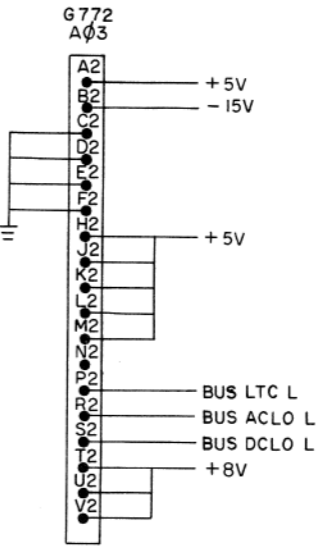 G772
AØ3
A2
+5V
B2
-15V
C2
D2
E2
F2
H2
+5V
J2
K2
L2
M2
N2
P2
BUS LTC L
R2
BUS ACLO L
S2
BUS DCLO L
T2
+8V
U2
V2